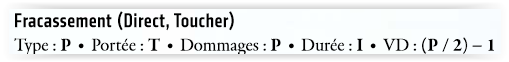 Fracassement (Direct, Toucher)
Type : P • Portée : T • Dommages : P • Durée : I • VD : (P / 2) – 1